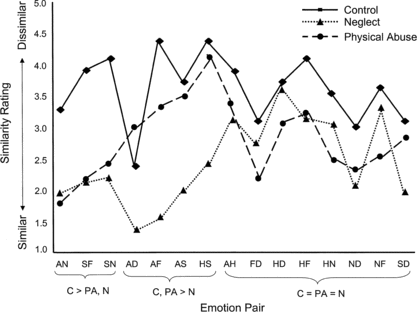 Dissimilar
Similarity Rating
Similar
5.0
4.5
4.0
3.5
3.0
2.5
2.0
1.5
1.0
Control
Neglect
Physical Abuse
AN SF SN AD AF AS HS AH FD HD HF HN ND NF SD
C > PA, N C, PA > N C = PA = N
Emotion Pair